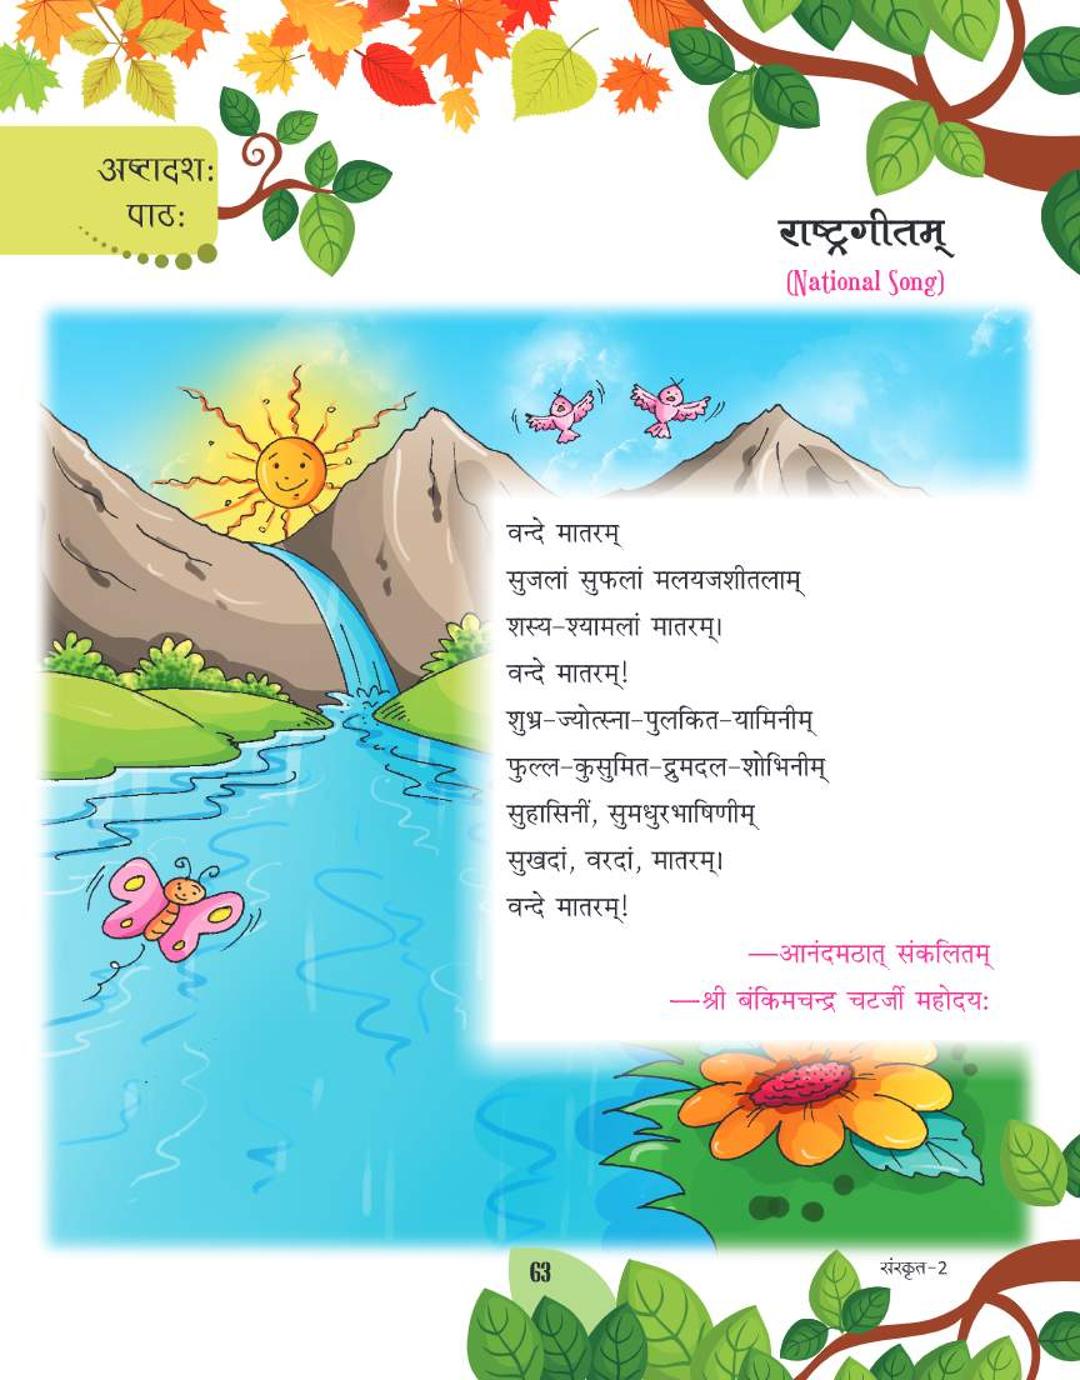 अष्टादशः
पाठः
राष्ट्रगीतम्
(National Song)
वन्दे मातरम्
सुजलां सुफलां मलयजशीतलाम्
शस्य-श्यामलां मातरम्।
वन्दे मातरम्!
शुभ्र-ज्योत्स्ना-पुलकित-यामिनीम्
फुल्ल-कुसुमित-द्रुमदल-शोभिनीम्
सुहासिनीं, सुमधुरभाषिणीम्
सुखदां, वरदां, मातरम्।
वन्दे मातरम्!
—आनंदमठात् संकलितम्
—श्री बंकिमचन्द्र चटर्जी महोदयः
63
संस्कृत-2